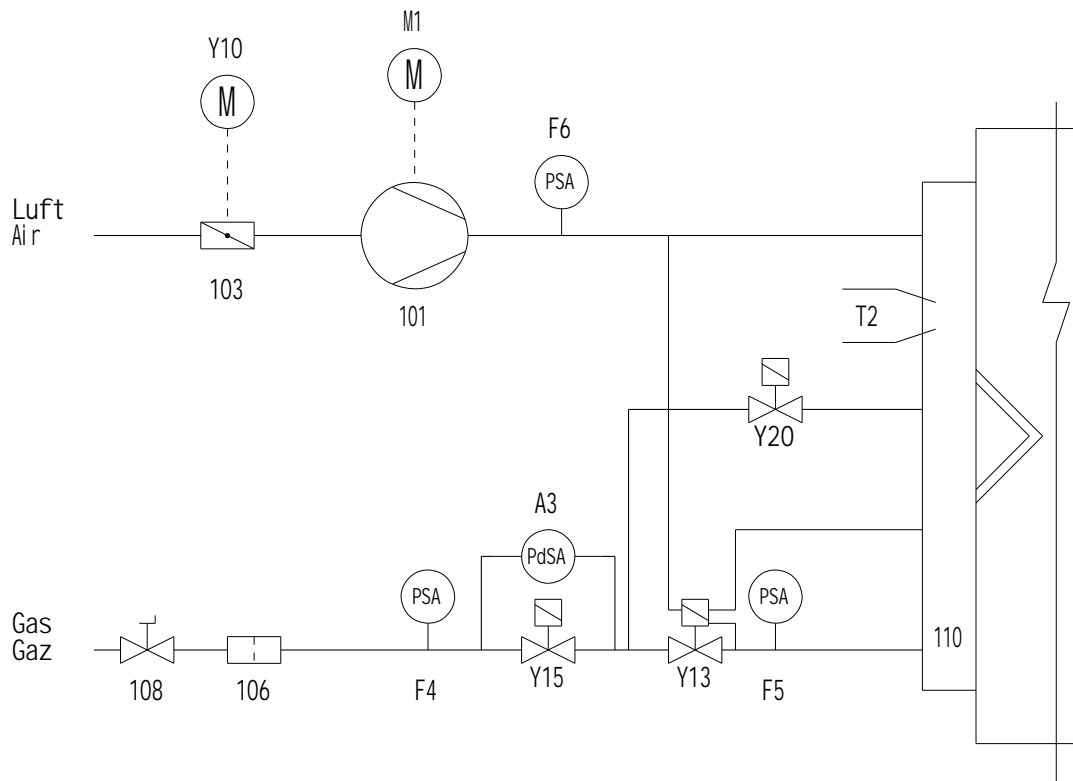 M1
Y10
M
M
F6
PSA
Luft
Air
103
101
T2
Y20
A3
PdSA
PSA
PSA
Gas
Gaz
110
108
106
F4
Y15
Y13
F5